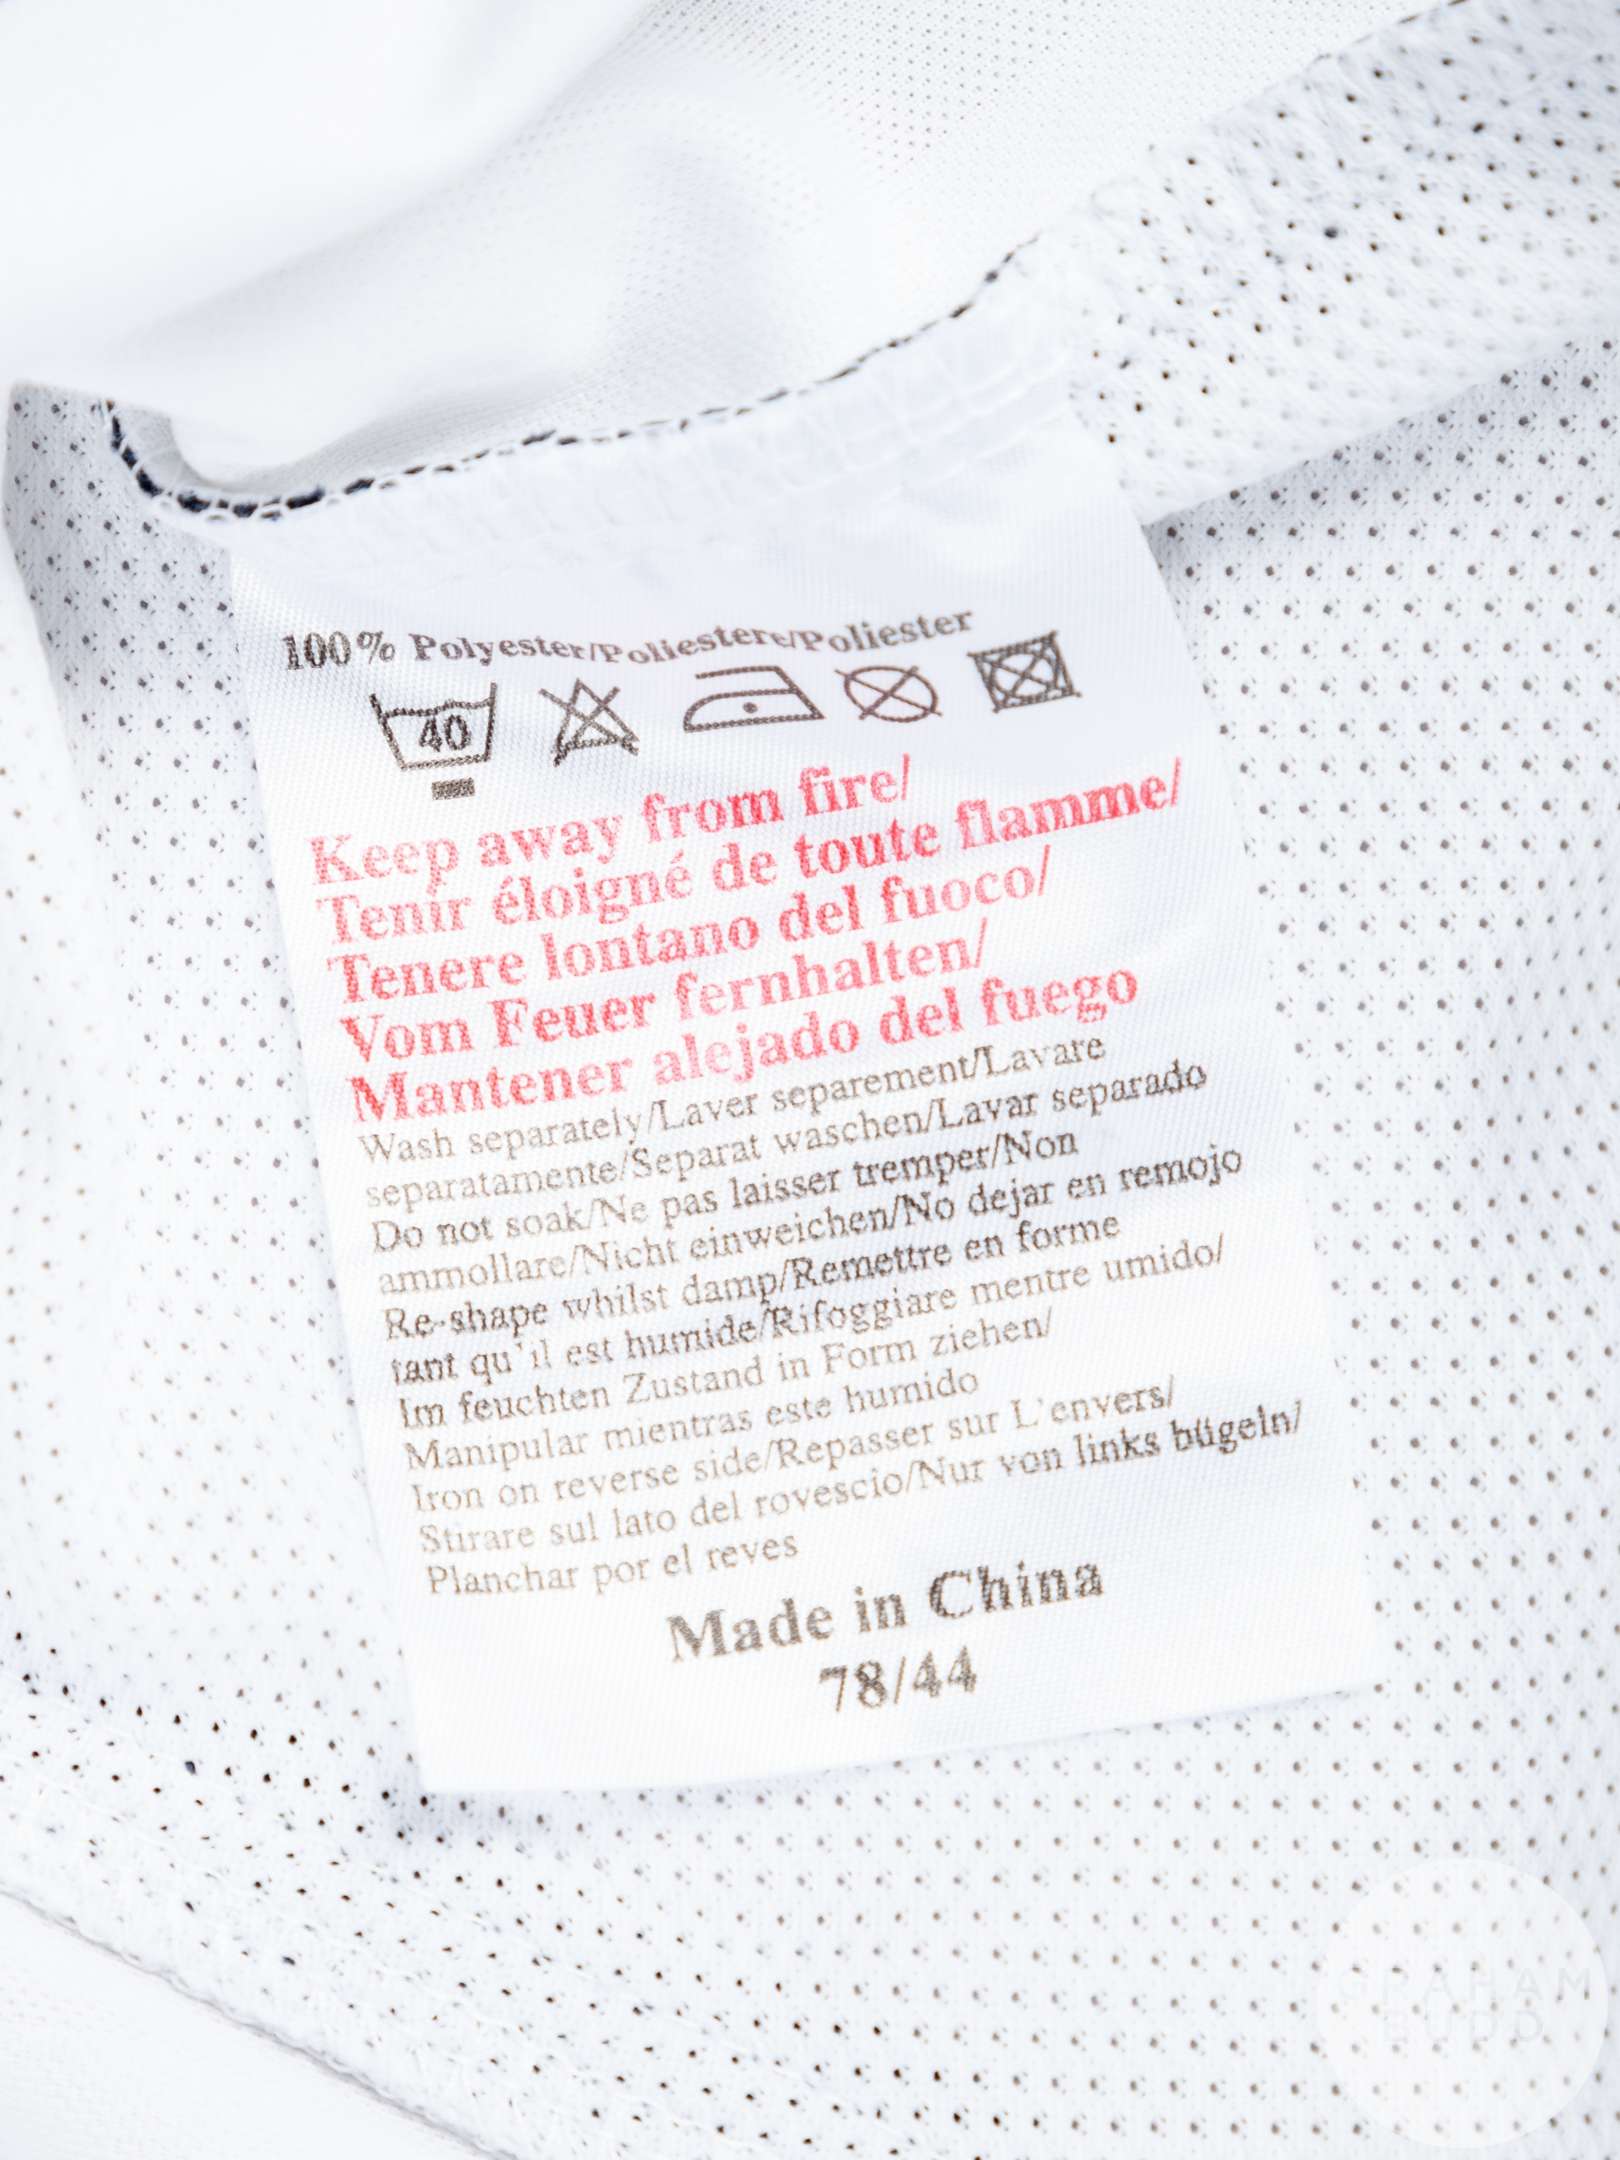 100% Polyester/Poliestere/Poliester
40
Keep away from fire/
Tenir éloigné de toute flamme/
Tenere lontano del fuoco/
Vom Feuer fernhalten/
Mantener alejado del fuego
Wash separately/Laver separement/Lavare
separatamente/Separat waschen/Lavar separado
Do not soak/Ne pas laisser tremper/Non
ammollare/Nicht einweichen/No dejar en remojo
Re-shape whilst damp/Remettre en forme
tant qu'il est humide/Rifoggiare mentre umido/
Im feuchten Zustand in Form ziehen/
Manipular mientras este humido
Iron on reverse side/Repasser sur L'envers/
Stirare sul lato del rovescio/Nur von links bügeln/
Planchar por el reves
Made in China
78/44
GRAHAM
BUDD